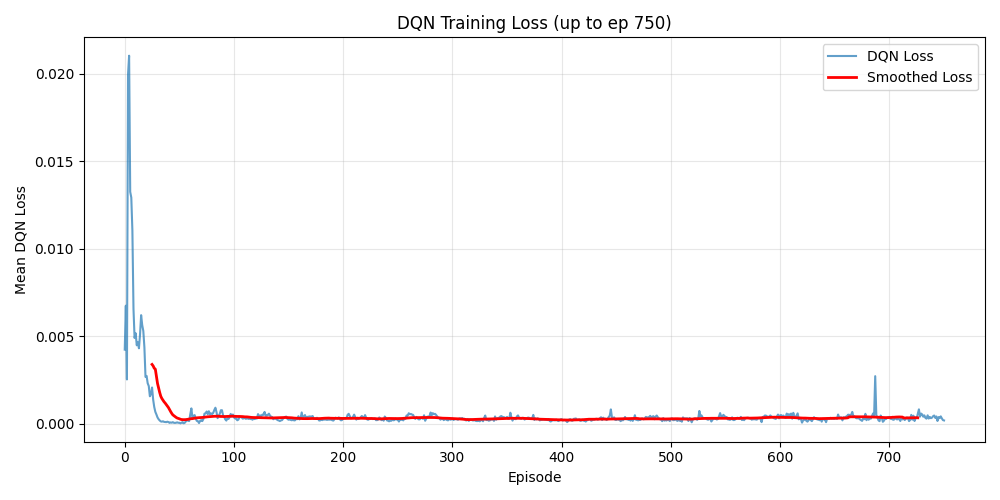 DQN Training Loss (up to ep 750)
DQN Loss
Smoothed Loss
Mean DQN Loss
0.020
0.015
0.010
0.005
0.000
0 100 200 300 400 500 600 700
Episode